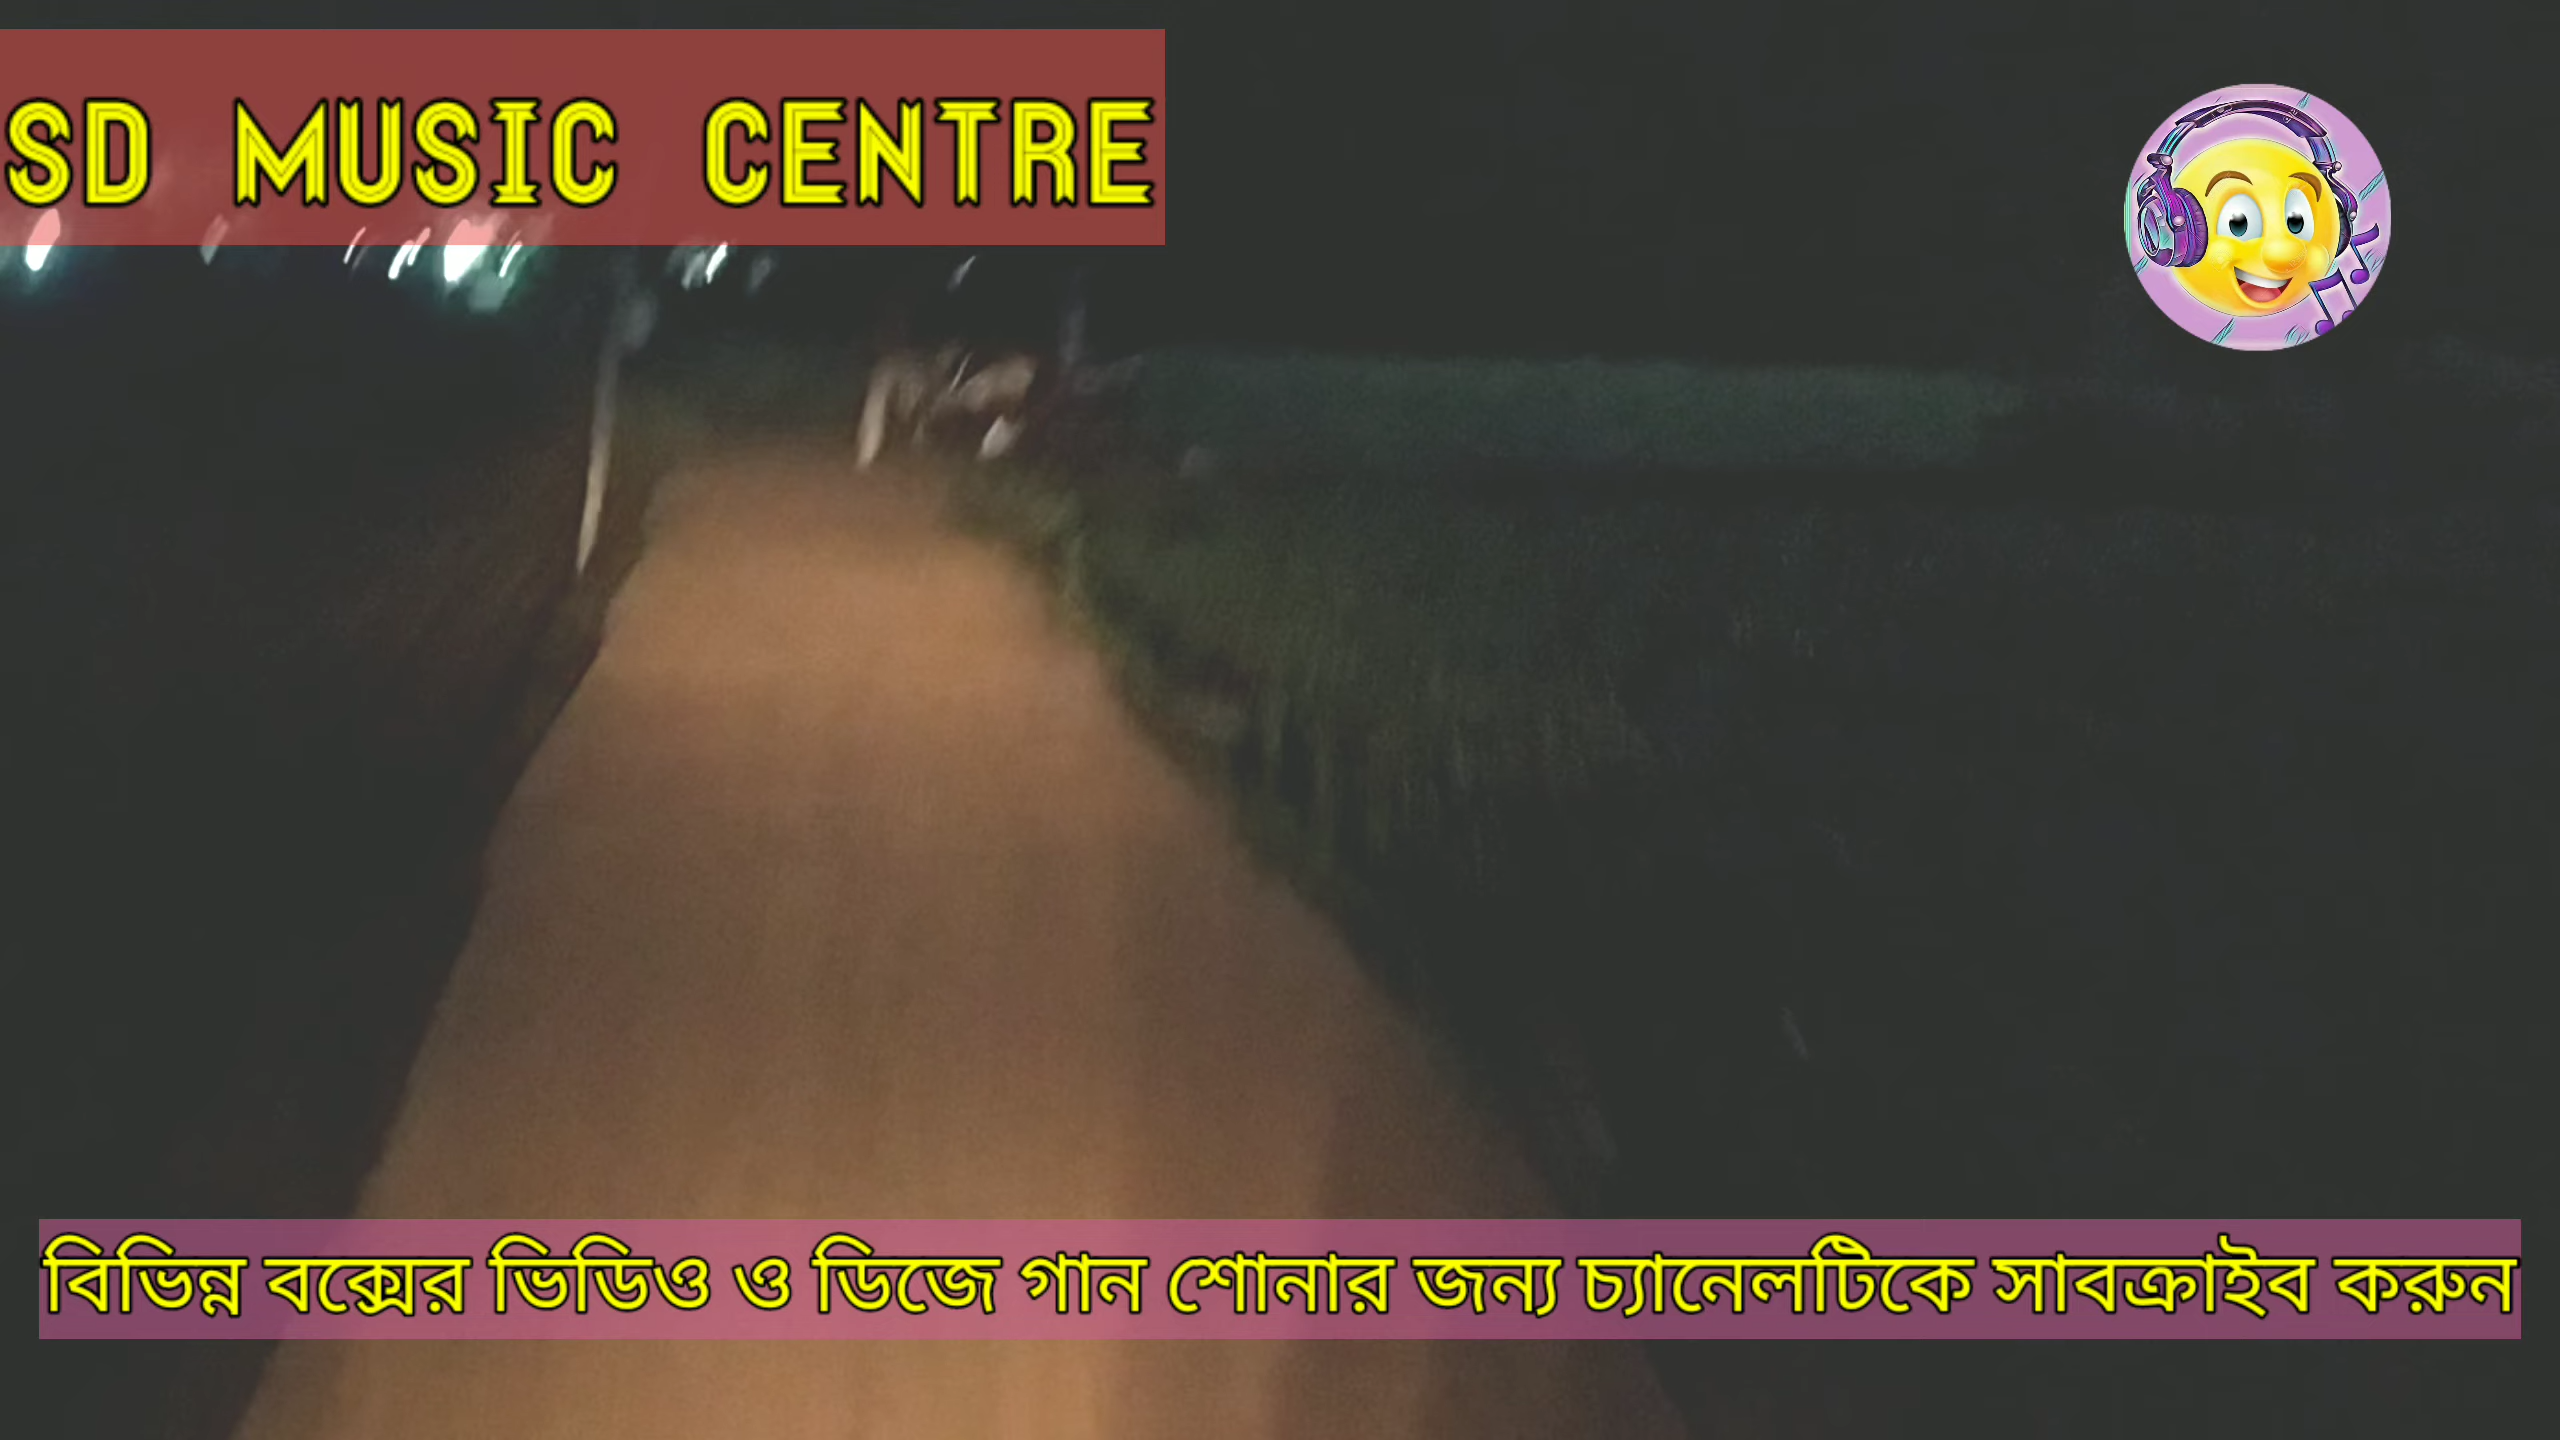 SD MUSIC CENTRE
বিভিন্ন বক্সের ভিডিও ও ডিজে গান শোনার জন্য চ্যানেলটিকে সাবক্রাইব করুন